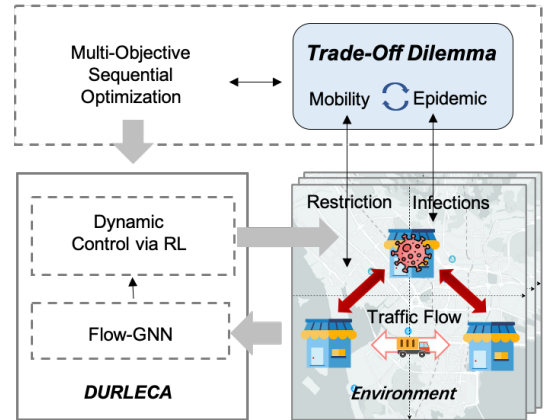 Multi-Objective
Sequential
Optimization
Trade-Off Dilemma
Mobility
Epidemic
Restriction
Infections
Dynamic
Control via RL
Flow-GNN
DURLECA
Traffic Flow
Environment